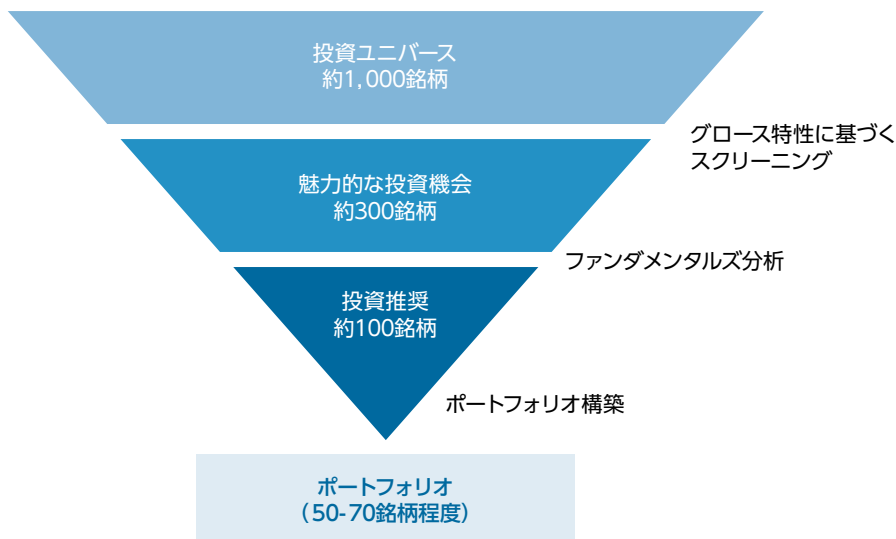 投資ユニバース
約1,000銘柄
グロース特性に基づく
スクリーニング
魅力的な投資機会
約300銘柄
ファンダメンタルズ分析
投資推奨
約100銘柄
ポートフォリオ構築
ポートフォリオ
（50-70銘柄程度）